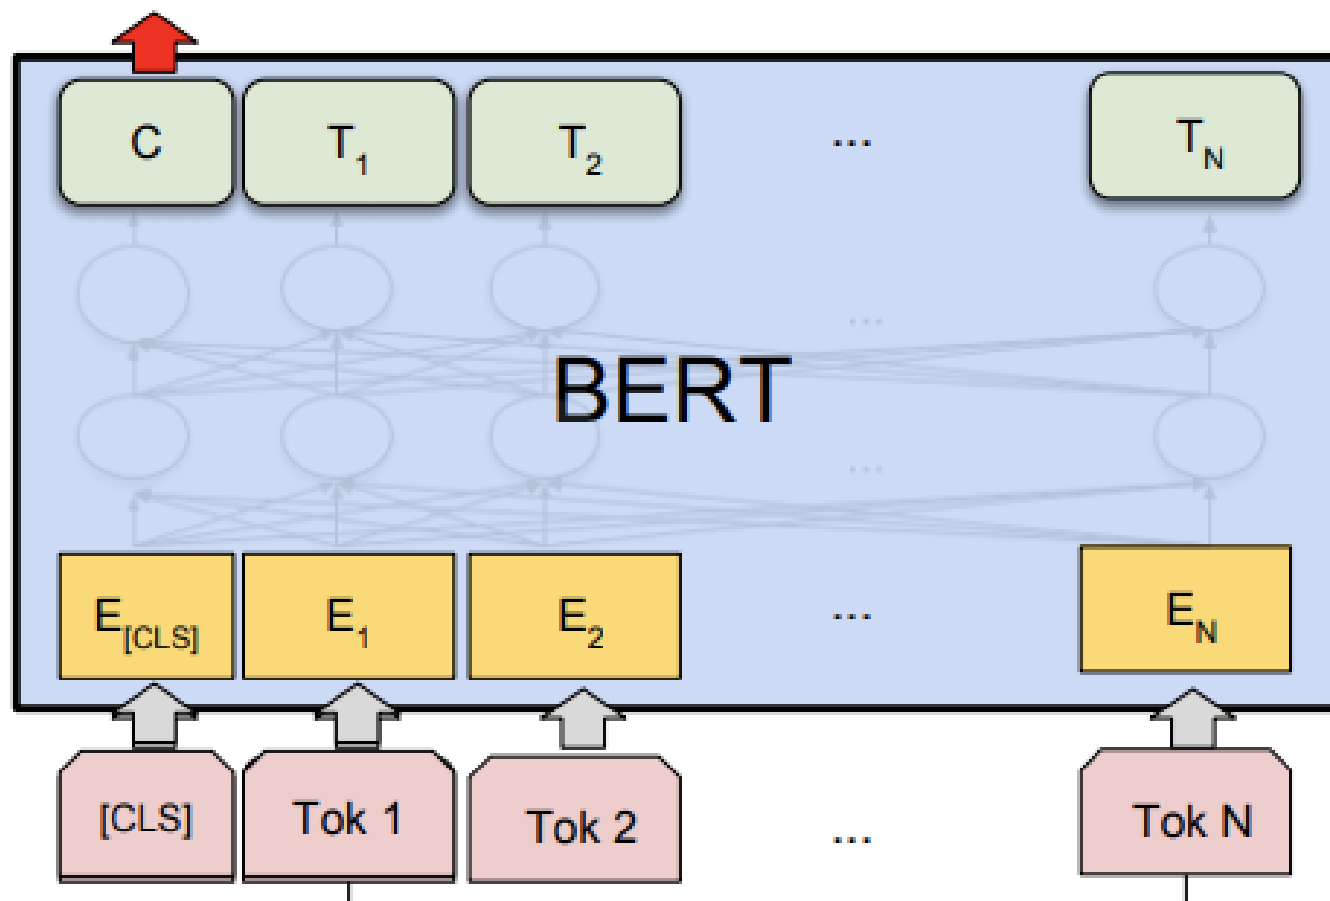 C T1 T2 ... TN
...
BERT
...
E[CLS] E1 E2 ... EN
[CLS] Tok 1 Tok 2 ... Tok N